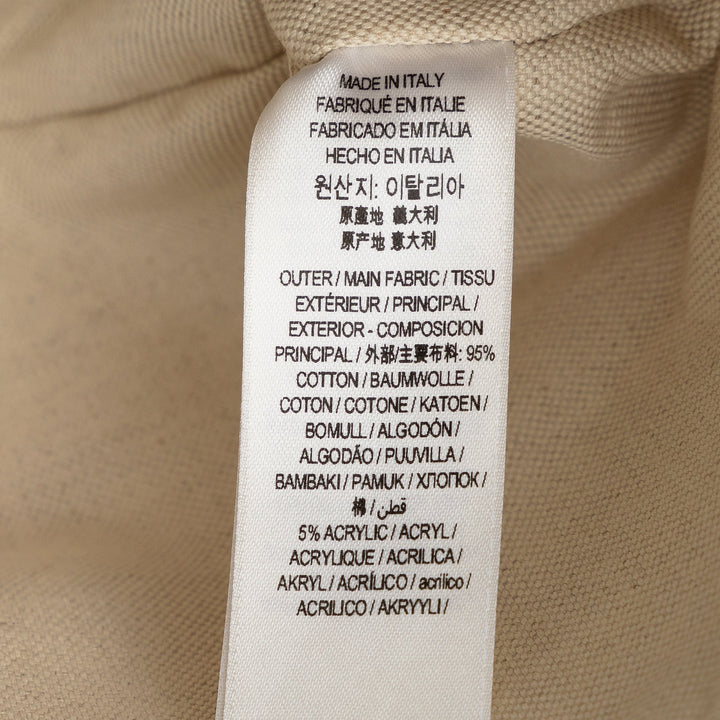 MADE IN ITALY
FABRIQUÉ EN ITALIE
FABRICADO EM ITÁLIA
HECHO EN ITALIA
원산지: 이탈리아
原產地 義大利
原产地 意大利
OUTER / MAIN FABRIC / TISSU
EXTÉRIEUR / PRINCIPAL /
EXTERIOR - COMPOSICION
PRINCIPAL / 外部/主要布料: 95%
COTTON / BAUMWOLLE /
COTON / COTONE / KATOEN /
BOMULL / ALGODÓN /
ALGODÃO / PUUVILLA /
BAMBAKI / PAMUK / ХЛОПОК /
棉 / قطن/
5% ACRYLIC / ACRYL /
ACRYLIQUE / ACRILICA /
AKRYL / ACRÍLICO / acrílico /
ACRILICO / AKRYYLI /